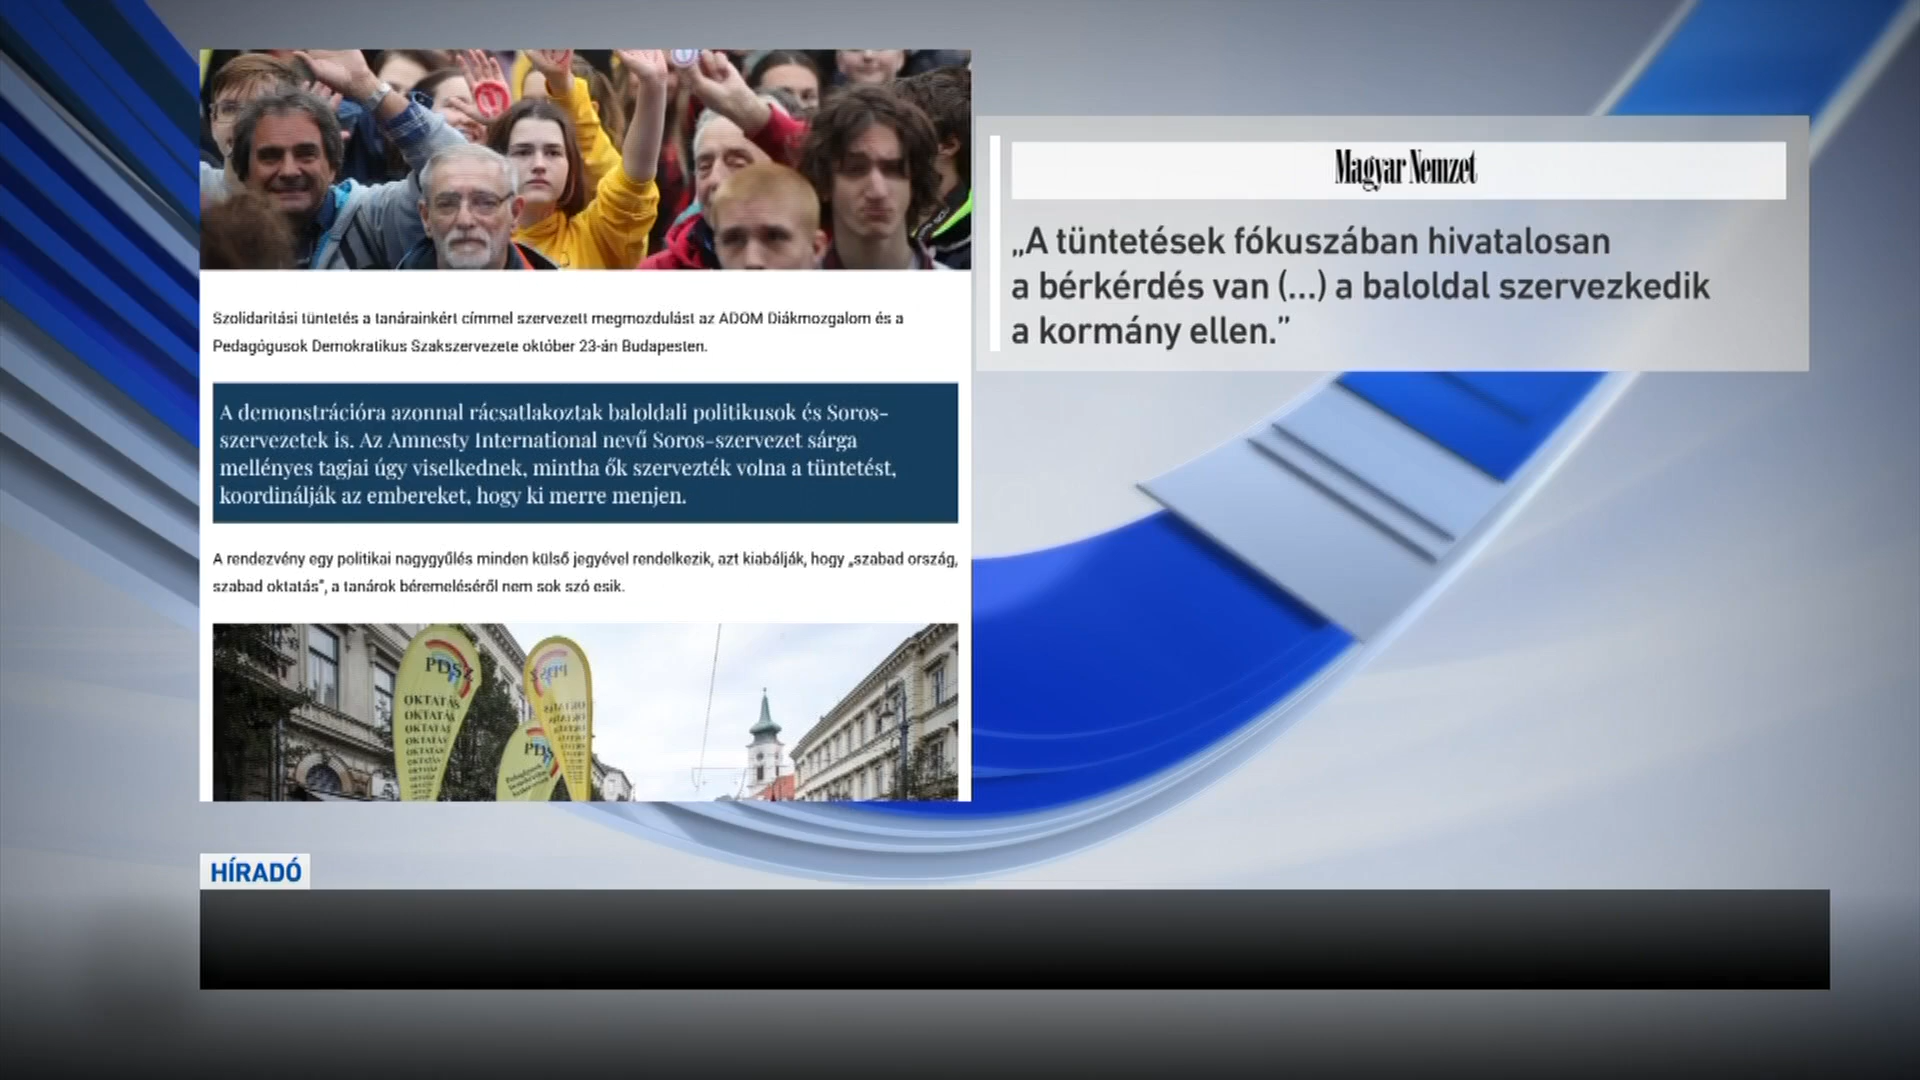 Szolidaritási tüntetés a tanárainkért címmel szervezett megmozdulást az ADOM Diákmozgalom és a
Pedagógusok Demokratikus Szakszervezete október 23-án Budapesten.
A demonstrációra azonnal rácsatlakoztak baloldali politikusok és Soros-
szervezetek is. Az Amnesty International nevű Soros-szervezet sárga
mellényes tagjai úgy viselkednek, mintha ők szervezték volna a tüntetést,
koordinálják az embereket, hogy ki merre menjen.
A rendezvény egy politikai nagygyűlés minden külső jegyével rendelkezik, azt kiabálják, hogy „szabad ország,
szabad oktatás”, a tanárok béremeléséről nem sok szó esik.
PDSZ
OKTATÁS
OKTATÁS
OKTATÁS
OKTATÁS
OKTATÁS
PDSZ
PDSZ
Magyar Nemzet
„A tüntetések fókuszában hivatalosan
a bérkérdés van (...) a baloldal szervezkedik
a kormány ellen.”
HÍRADÓ